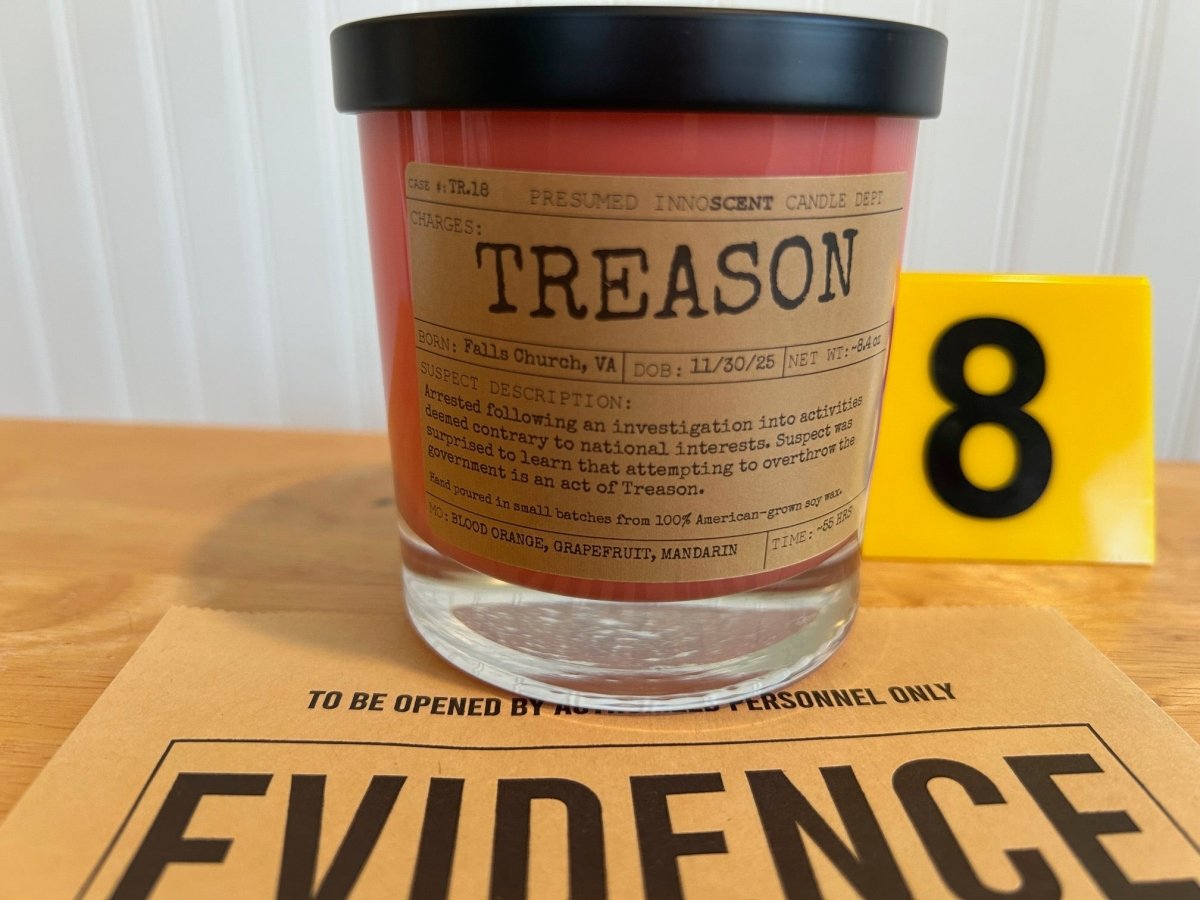 CASE #: TR.18
PRESUMED INNOSCENT CANDLE DEPT
CHARGES:
TREASON
BORN: Falls Church, VA
DOB: 11/30/25
NET WT: ~8.4 oz
SUSPECT DESCRIPTION:
Arrested following an investigation into activities
deemed contrary to national interests. Suspect was
surprised to learn that attempting to overthrow the
government is an act of Treason.
Hand poured in small batches from 100% American-grown soy wax.
MO: BLOOD ORANGE, GRAPEFRUIT, MANDARIN
TIME: ~55 HRS
8
TO BE OPENED BY AUTHORIZED PERSONNEL ONLY
EVIDENCE